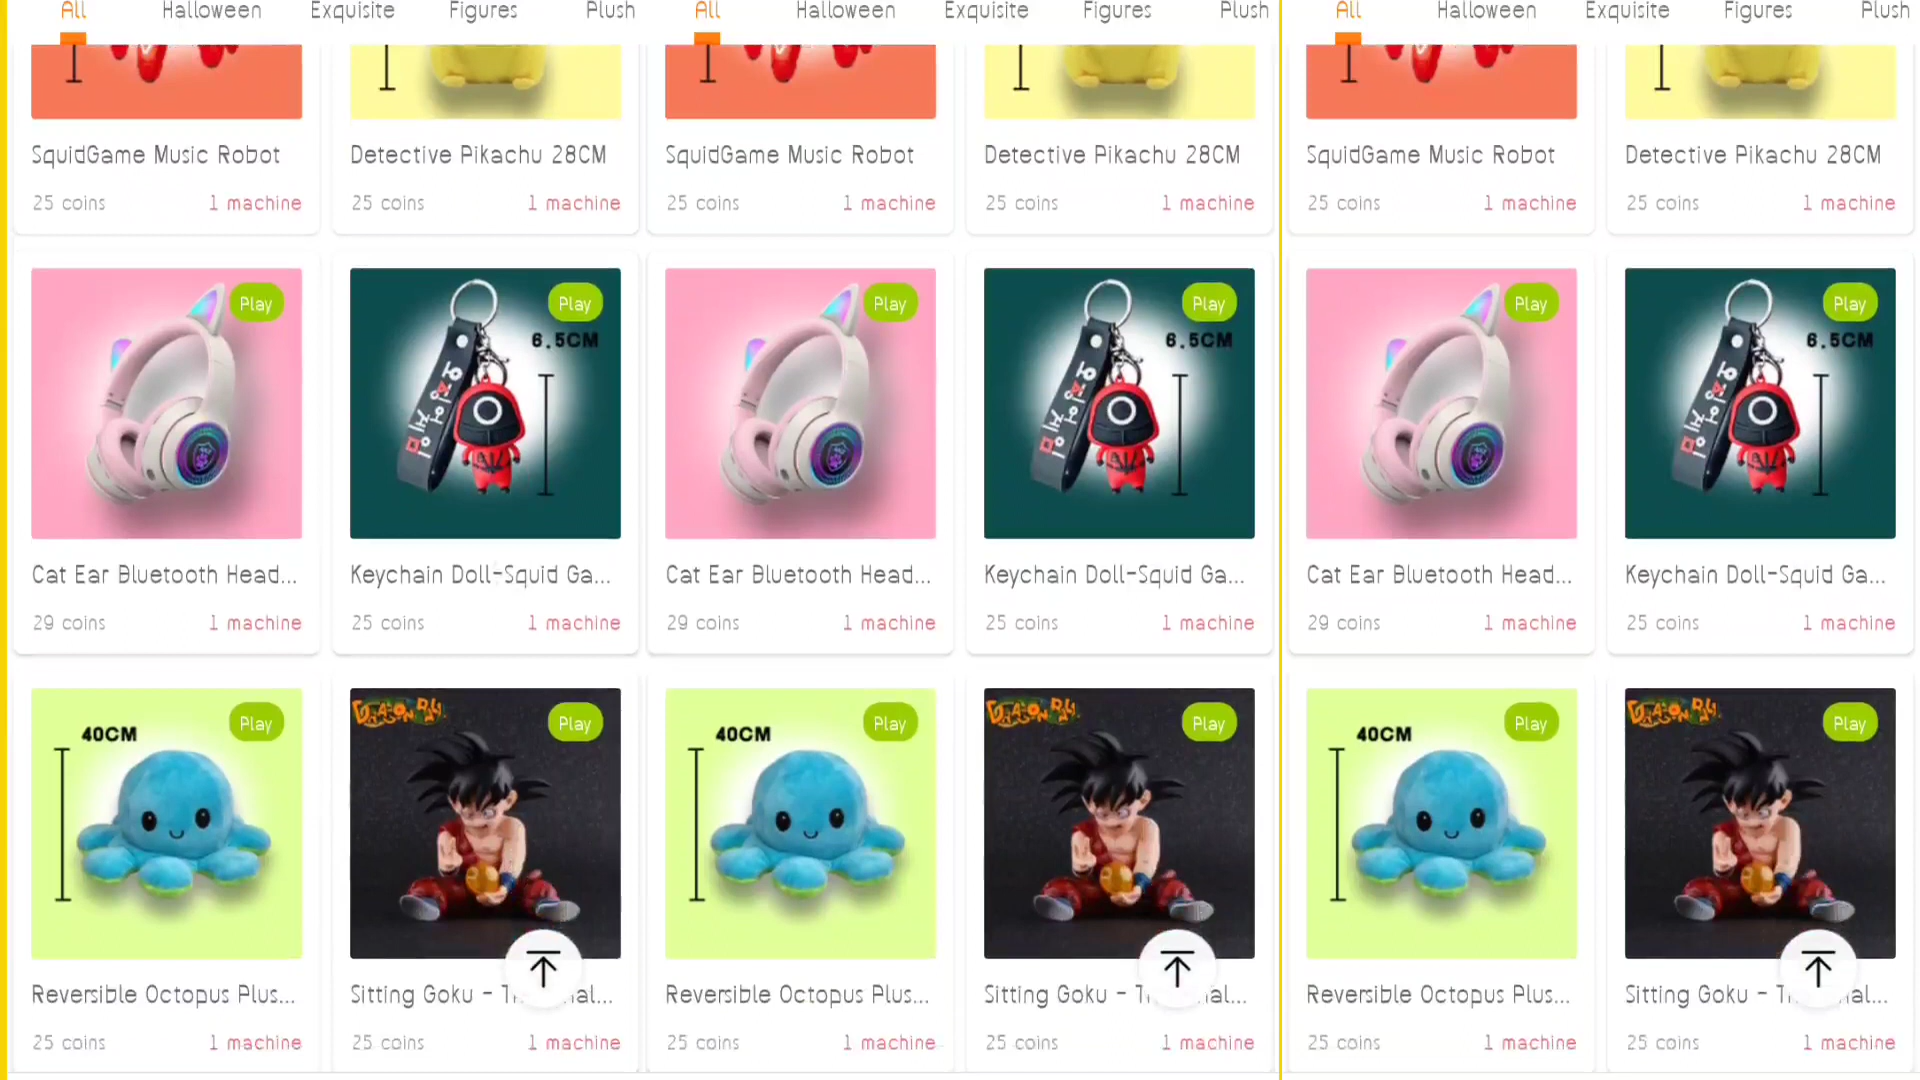 All Halloween Exquisite Figures Plush All Halloween Exquisite Figures Plush All Halloween Exquisite Figures Plush
SquidGame Music Robot Detective Pikachu 28CM SquidGame Music Robot Detective Pikachu 28CM SquidGame Music Robot Detective Pikachu 28CM
25 coins 1 machine 25 coins 1 machine 25 coins 1 machine 25 coins 1 machine 25 coins 1 machine 25 coins 1 machine
Play Play Play Play Play Play
6.5CM 6.5CM 6.5CM
Cat Ear Bluetooth Head... Keychain Doll-Squid Ga... Cat Ear Bluetooth Head... Keychain Doll-Squid Ga... Cat Ear Bluetooth Head... Keychain Doll-Squid Ga...
29 coins 1 machine 25 coins 1 machine 29 coins 1 machine 25 coins 1 machine 29 coins 1 machine 25 coins 1 machine
Play Play Play Play Play Play
40CM 40CM 40CM
Reversible Octopus Plus... Sitting Goku - Reversible Octopus Plus... Sitting Goku - Reversible Octopus Plus... Sitting Goku -
25 coins 1 machine 25 coins 1 machine 25 coins 1 machine 25 coins 1 machine 25 coins 1 machine 25 coins 1 machine